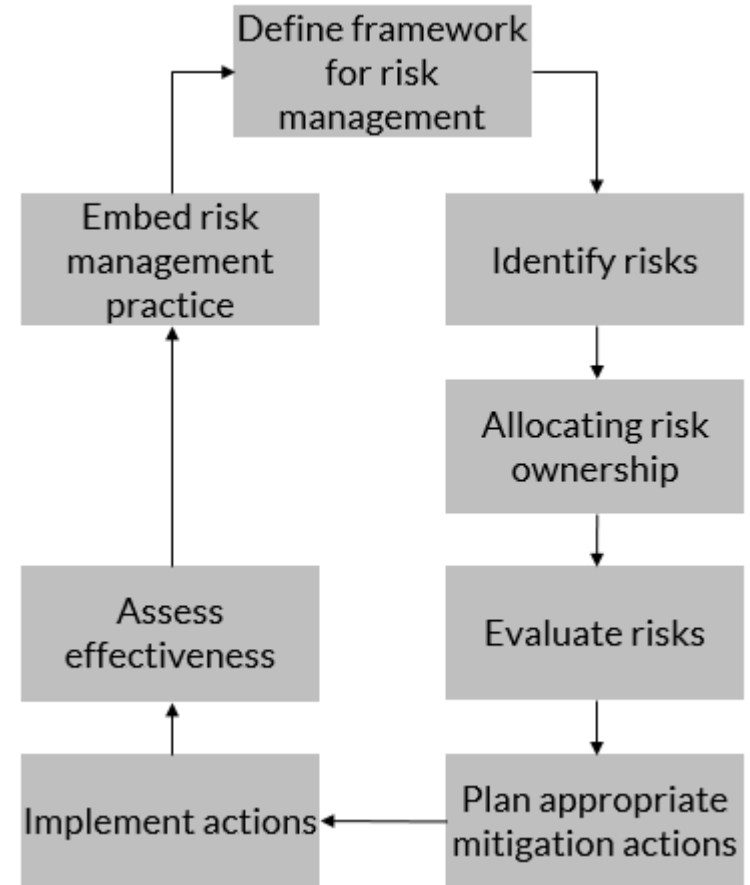 Define framework
for risk
management
Identify risks
Allocating risk
ownership
Evaluate risks
Plan appropriate
mitigation actions
Implement actions
Assess
effectiveness
Embed risk
management
practice